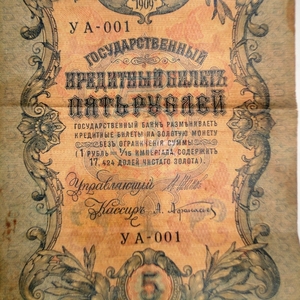 1909
УА-001
ГОСУДАРСТВЕННЫЙ
КРЕДИТНЫЙ БИЛЕТЪ
ПЯТЬ РУБЛЕЙ
ГОСУДАРСТВЕННЫЙ БАНКЪ РАЗМѢНИВАЕТЪ
КРЕДИТНЫЕ БИЛЕТЫ НА ЗОЛОТУЮ МОНЕТУ
БЕЗЪ ОГРАНИЧЕНІЯ СУММЫ
(1 РУБЛЬ = 1/15 ИМПЕРІАЛА, СОДЕРЖИТЪ
17,424 ДОЛЕЙ ЧИСТАГО ЗОЛОТА).
Управляющій
Кассиръ
УА-001
5